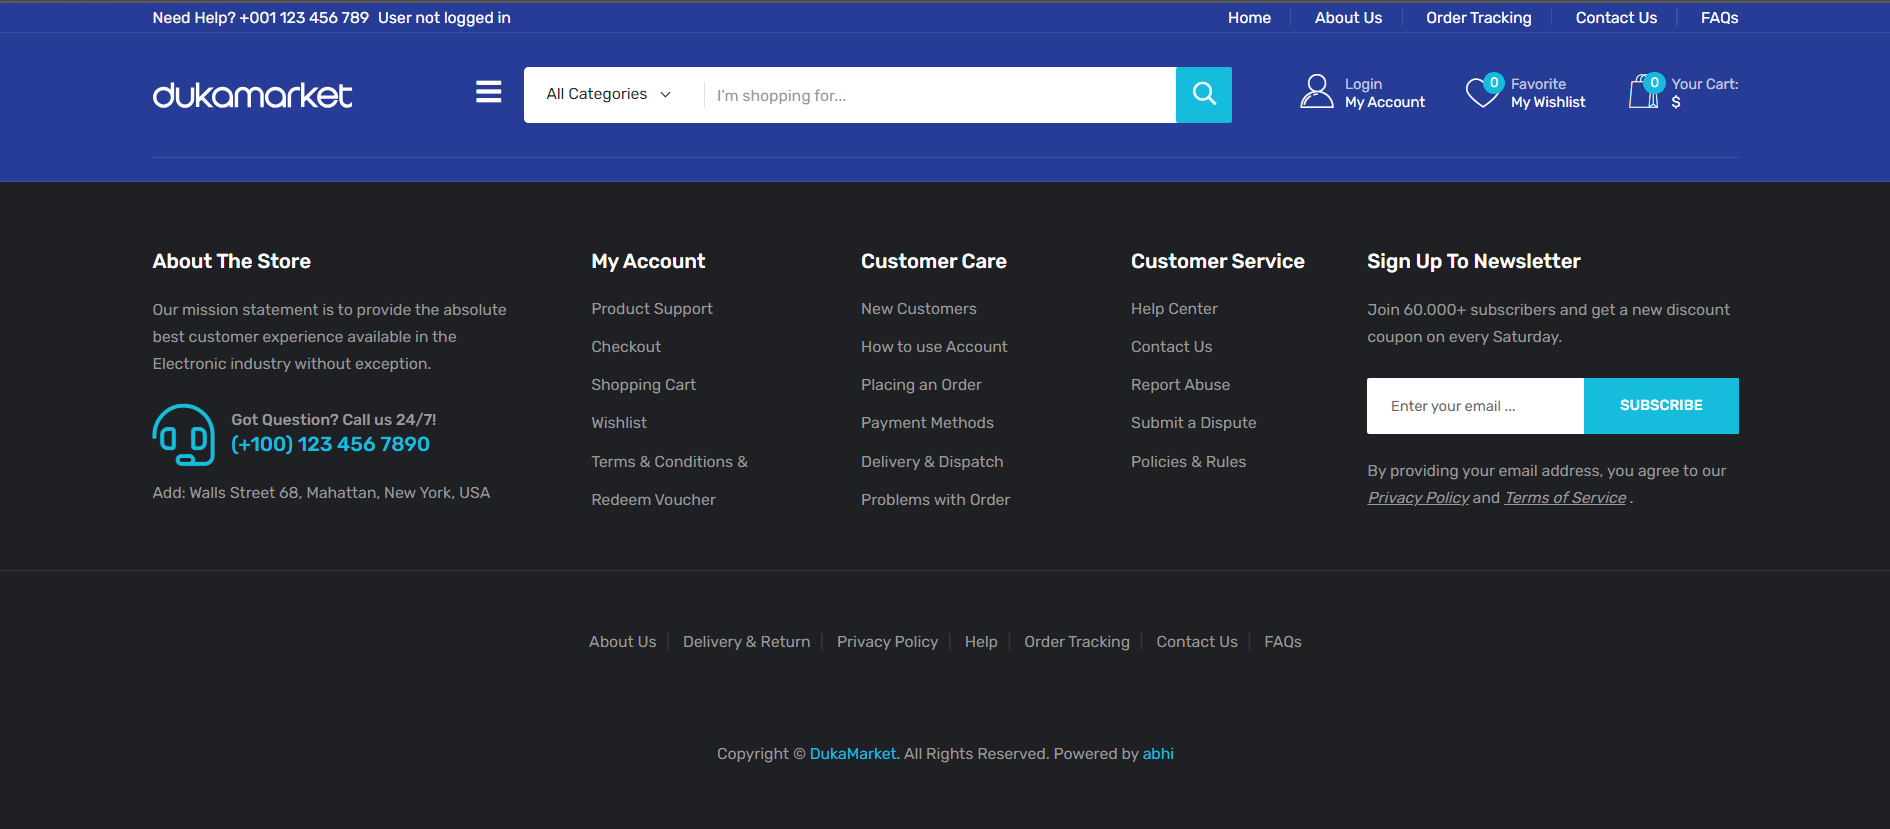 Need Help? +001 123 456 789 User not logged in
Home About Us Order Tracking Contact Us FAQs
dukamarket
All Categories I'm shopping for...
Login
My Account
0 Favorite
My Wishlist
0 Your Cart:
$
About The Store
Our mission statement is to provide the absolute
best customer experience available in the
Electronic industry without exception.
Got Question? Call us 24/7!
(+100) 123 456 7890
Add: Walls Street 68, Mahattan, New York, USA
My Account
Product Support
Checkout
Shopping Cart
Wishlist
Terms & Conditions &
Redeem Voucher
Customer Care
New Customers
How to use Account
Placing an Order
Payment Methods
Delivery & Dispatch
Problems with Order
Customer Service
Help Center
Contact Us
Report Abuse
Submit a Dispute
Policies & Rules
Sign Up To Newsletter
Join 60.000+ subscribers and get a new discount
coupon on every Saturday.
Enter your email ... SUBSCRIBE
By providing your email address, you agree to our
Privacy Policy and Terms of Service .
About Us Delivery & Return Privacy Policy Help Order Tracking Contact Us FAQs
Copyright © DukaMarket. All Rights Reserved. Powered by abhi